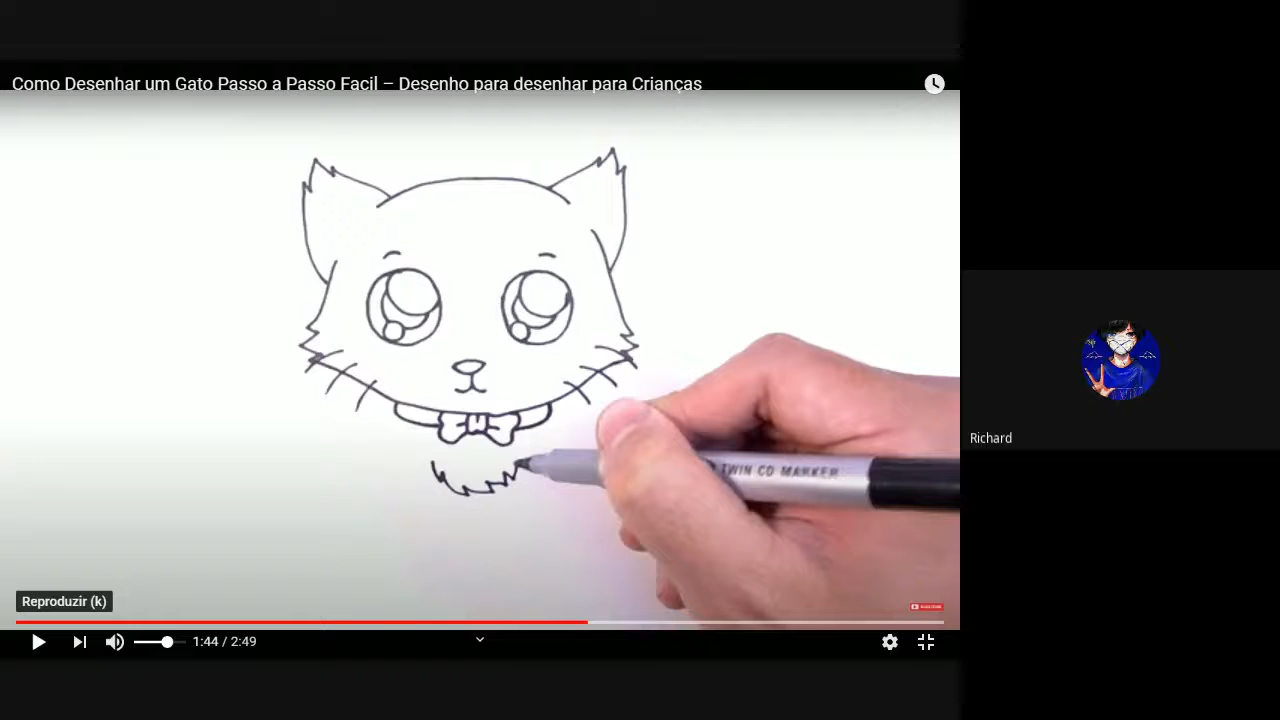 Como Desenhar um Gato Passo a Passo Facil – Desenho para desenhar para Crianças
TWIN CD MARKER
Richard
Reproduzir (k)
1:44 / 2:49